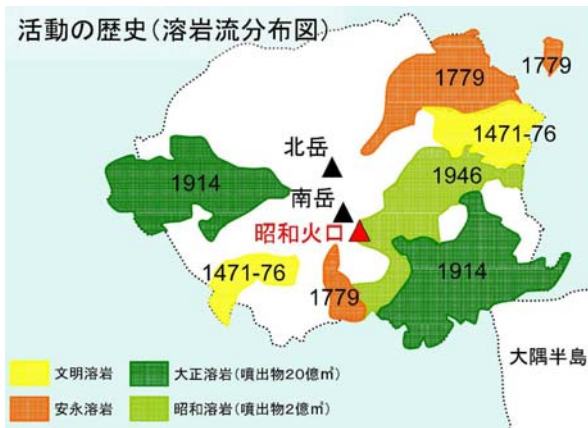 活動の歴史(溶岩流分布図)
1779
1779
1471-76
北岳
1946
1914
南岳
昭和火口
1471-76
1779
1914
大隅半島
文明溶岩
大正溶岩(噴出物20億㎥)
安永溶岩
昭和溶岩(噴出物2億㎥)